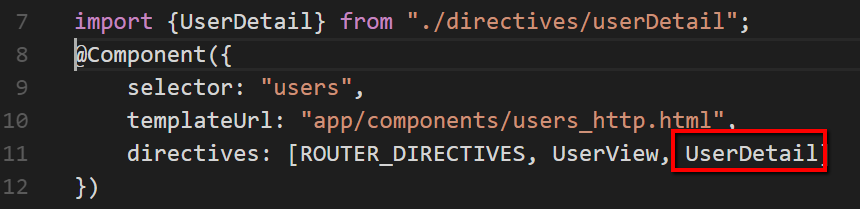 7 import {UserDetail} from "./directives/userDetail";
8 @Component({
9 selector: "users",
10 templateUrl: "app/components/users_http.html",
11 directives: [ROUTER_DIRECTIVES, UserView, UserDetail]
12 })